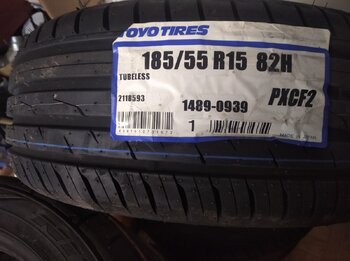 TOYO TIRES
185/55 R15 82H
TUBELESS
2118593
1489-0939
PXCF2
1
MADE IN JAPAN